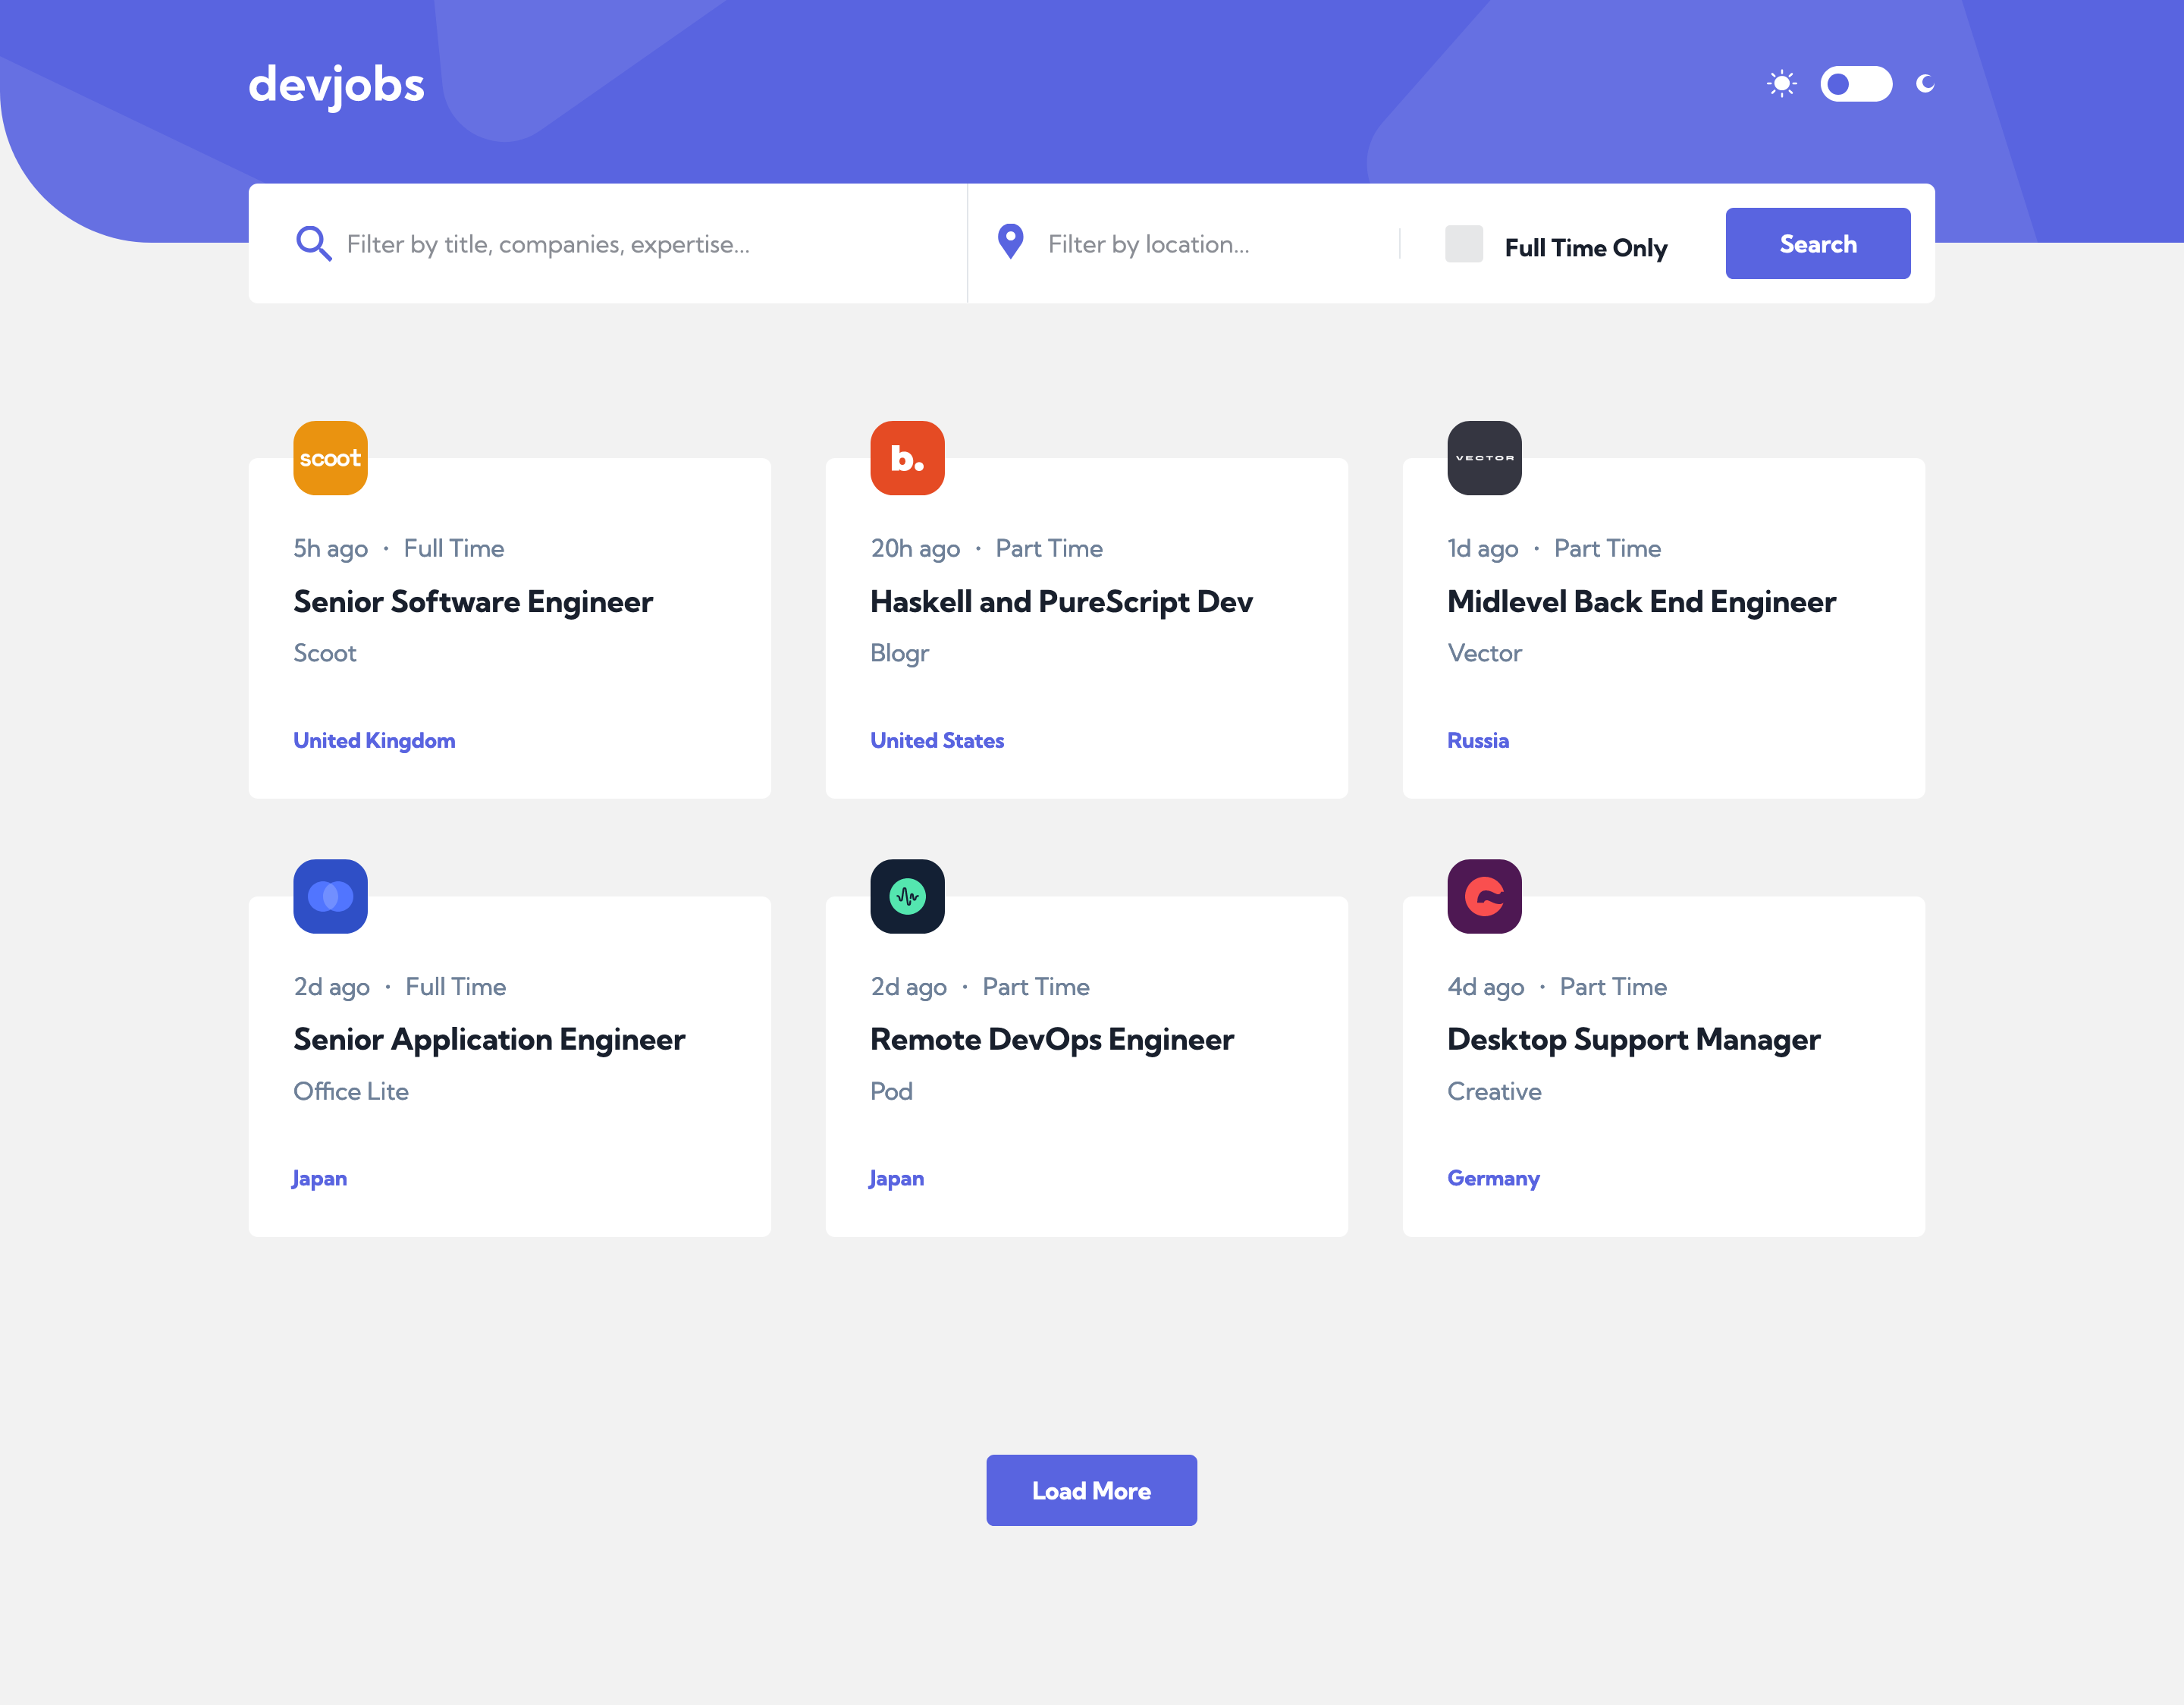 devjobs
Filter by title, companies, expertise...
Filter by location...
Full Time Only
Search
scoot
5h ago · Full Time
Senior Software Engineer
Scoot
United Kingdom
b.
20h ago · Part Time
Haskell and PureScript Dev
Blogr
United States
VECTOR
1d ago · Part Time
Midlevel Back End Engineer
Vector
Russia
2d ago · Full Time
Senior Application Engineer
Office Lite
Japan
2d ago · Part Time
Remote DevOps Engineer
Pod
Japan
4d ago · Part Time
Desktop Support Manager
Creative
Germany
Load More